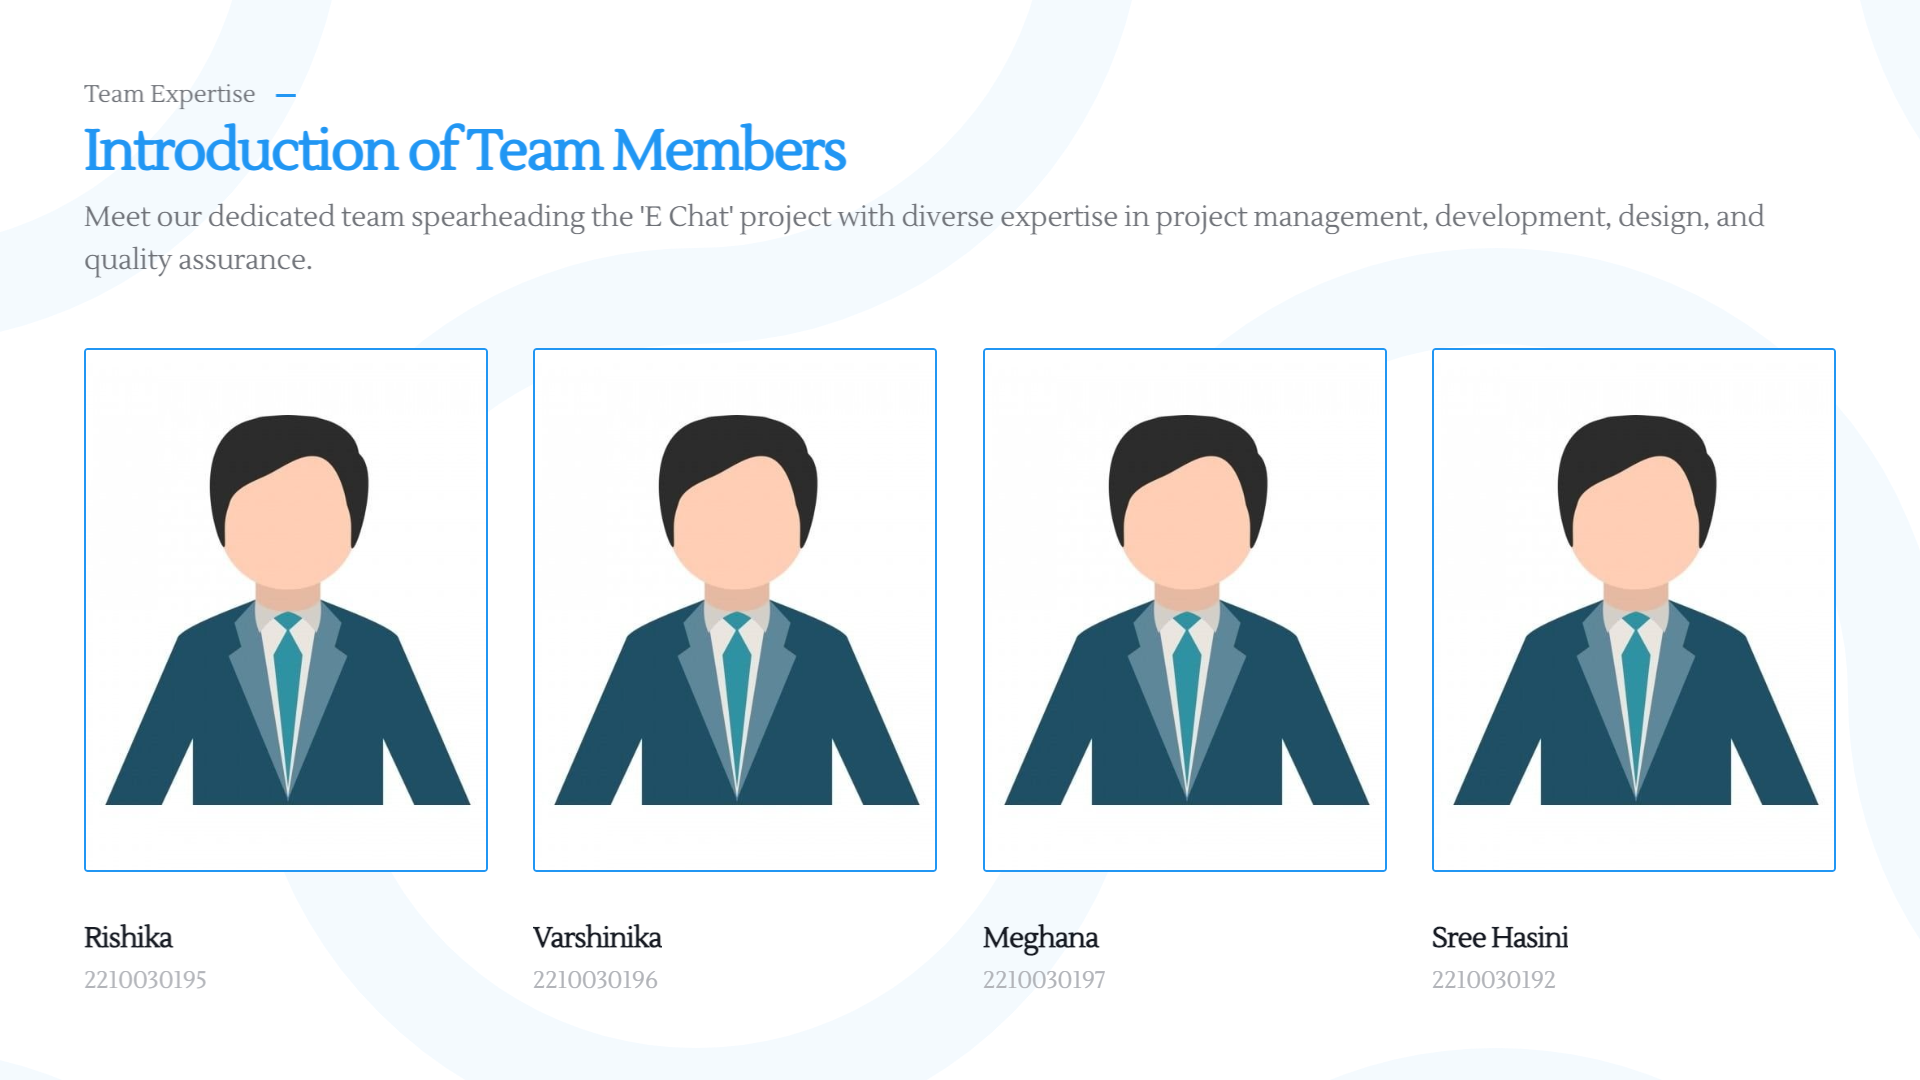 Team Expertise
Introduction of Team Members
Meet our dedicated team spearheading the 'E Chat' project with diverse expertise in project management, development, design, and
quality assurance.
Rishika
2210030195
Varshinika
2210030196
Meghana
2210030197
Sree Hasini
2210030192